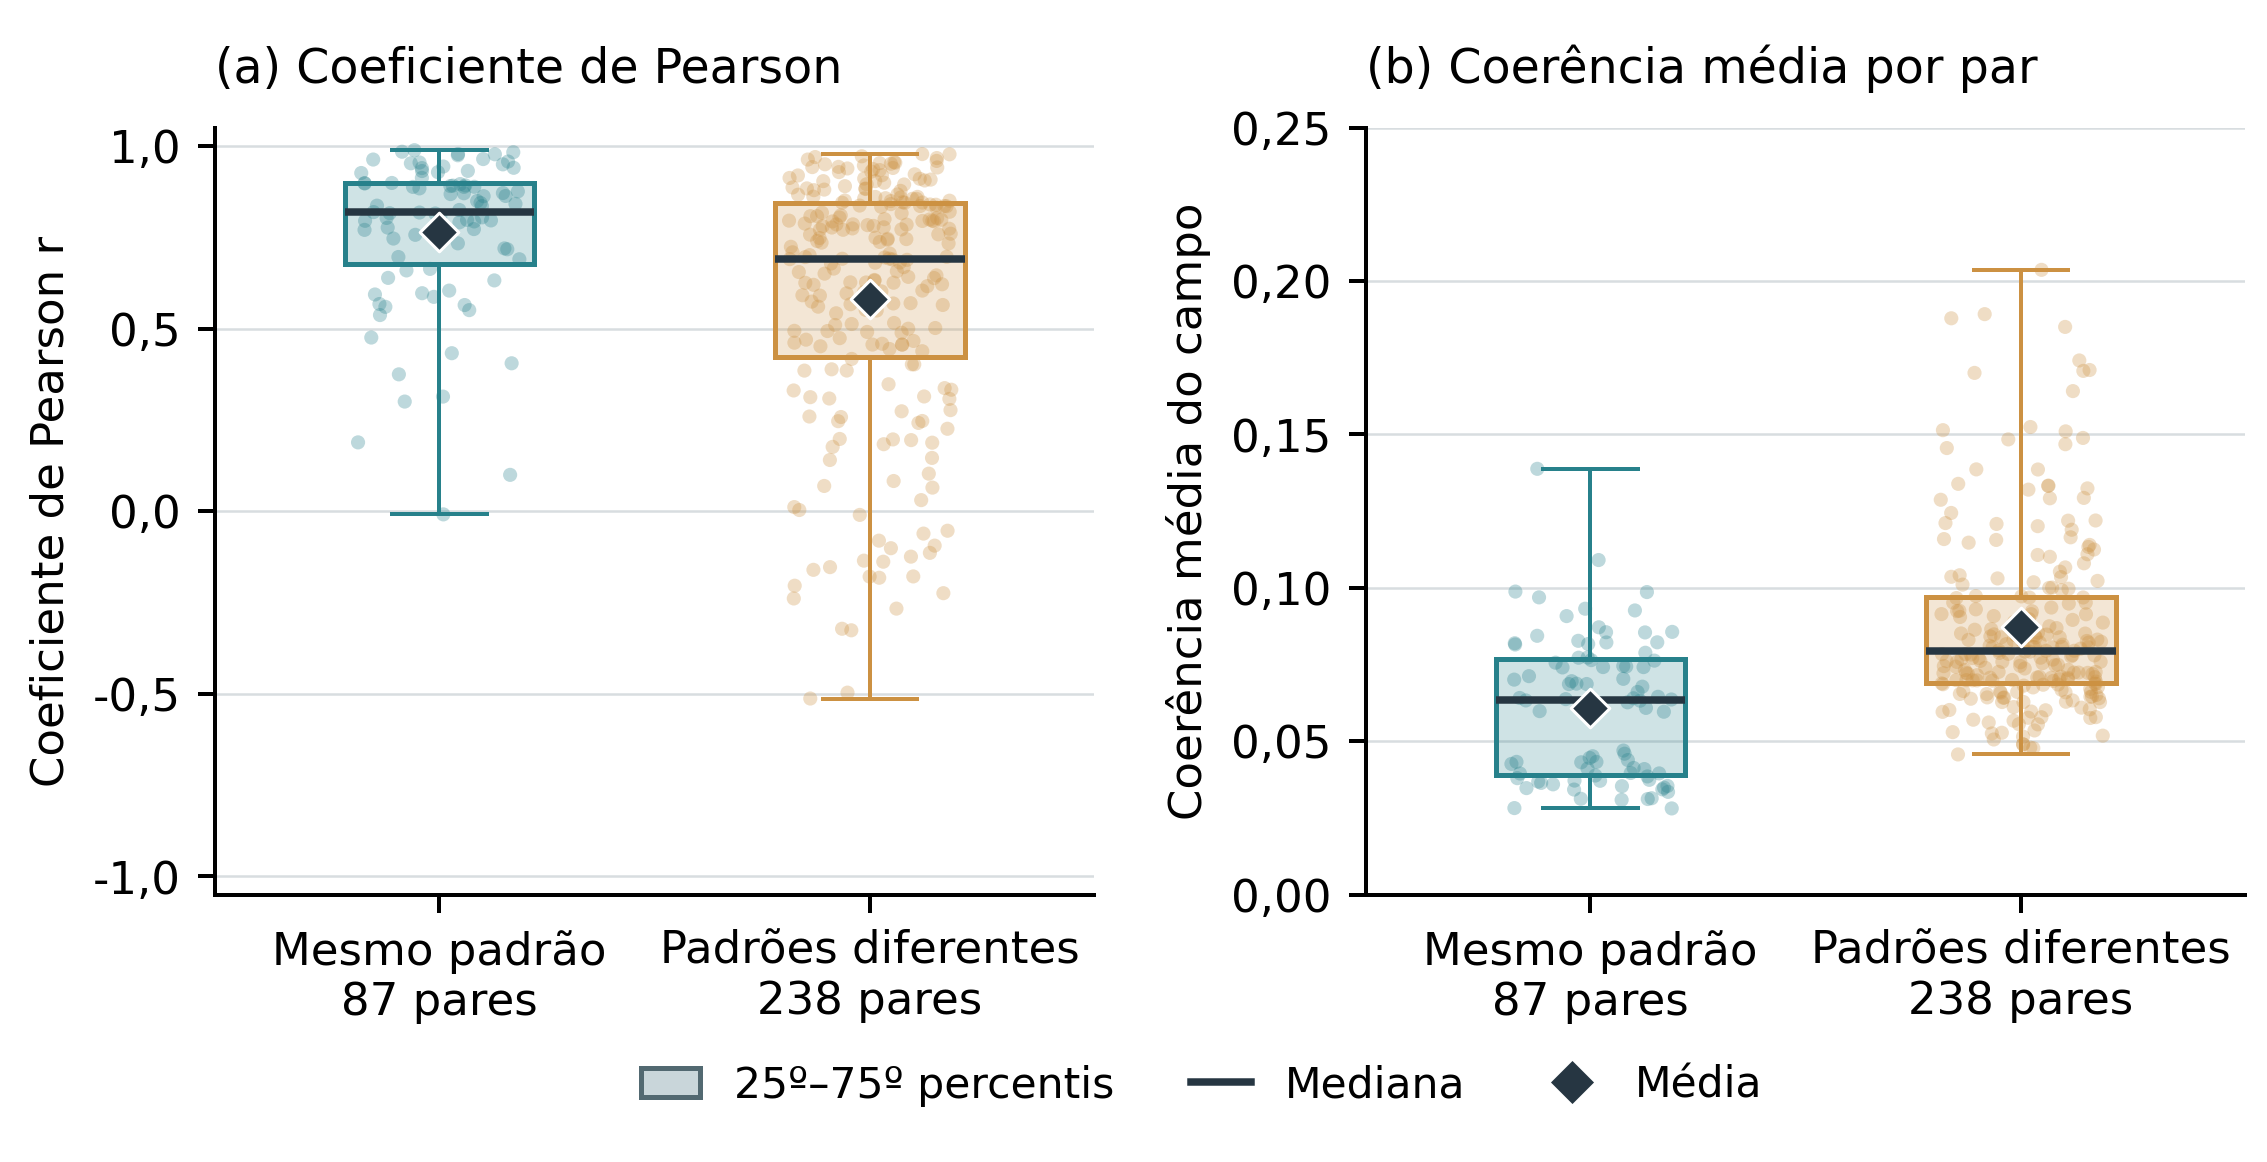 (a) Coeficiente de Pearson
Coeficiente de Pearson r
1,0
0,5
0,0
-0,5
-1,0
Mesmo padrão
87 pares
Padrões diferentes
238 pares
(b) Coerência média por par
Coerência média do campo
0,25
0,20
0,15
0,10
0,05
0,00
Mesmo padrão
87 pares
Padrões diferentes
238 pares
25º–75º percentis
Mediana
Média